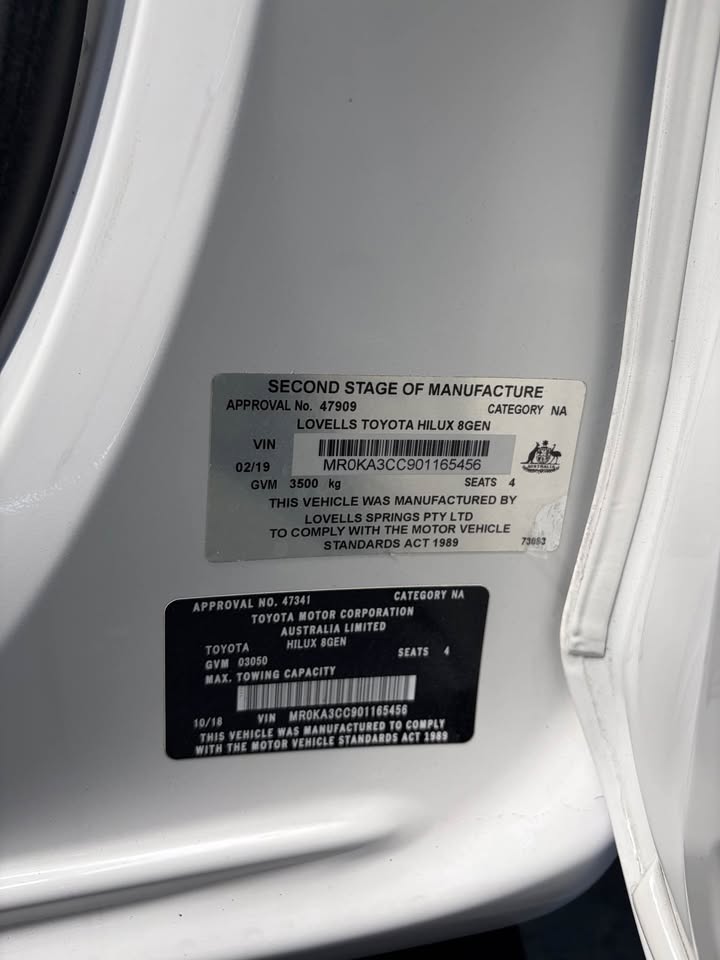 SECOND STAGE OF MANUFACTURE
APPROVAL No. 47909 CATEGORY NA
LOVELLS TOYOTA HILUX 8GEN
VIN
02/19 MR0KA3CC901165456
AUSTRALIA
GVM 3500 kg SEATS 4
THIS VEHICLE WAS MANUFACTURED BY
LOVELLS SPRINGS PTY LTD
TO COMPLY WITH THE MOTOR VEHICLE
STANDARDS ACT 1989 73093
APPROVAL NO. 47341 CATEGORY NA
TOYOTA MOTOR CORPORATION
AUSTRALIA LIMITED
TOYOTA HILUX 8GEN
GVM 03050 SEATS 4
MAX. TOWING CAPACITY
10/18 VIN MR0KA3CC901165456
THIS VEHICLE WAS MANUFACTURED TO COMPLY
WITH THE MOTOR VEHICLE STANDARDS ACT 1989